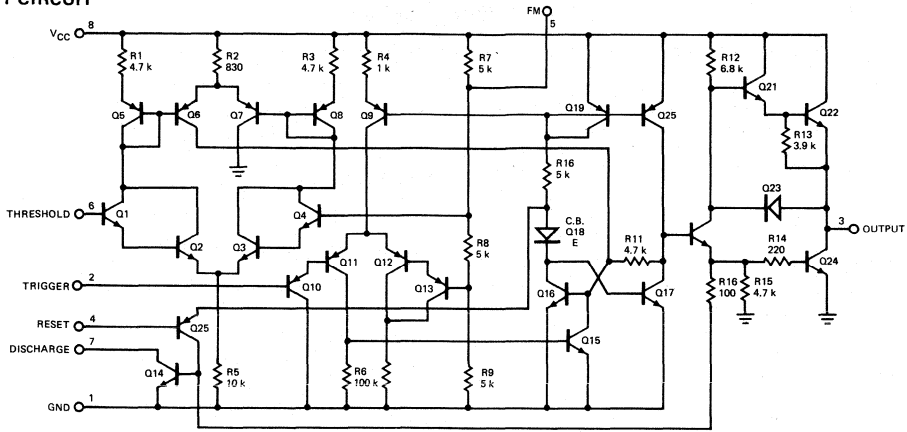 FM
5
VCC 8
R1
4.7 k
R2
830
R3
4.7 k
R4
1 k
R7
5 k
R12
6.8 k
Q21
Q5
Q6
Q7
Q8
Q9
Q19
Q25
Q22
R13
3.9 k
R16
5 k
Q23
THRESHOLD 6
Q1
Q2
Q3
Q4
R8
5 k
C.B.
Q18
E
R11
4.7 k
3 OUTPUT
R14
220
Q24
TRIGGER 2
Q10
Q11
Q12
Q13
Q16
Q17
R16
100
R15
4.7 k
RESET 4
Q25
Q15
DISCHARGE 7
Q14
R5
10 k
R6
100 k
R9
5 k
GND 1